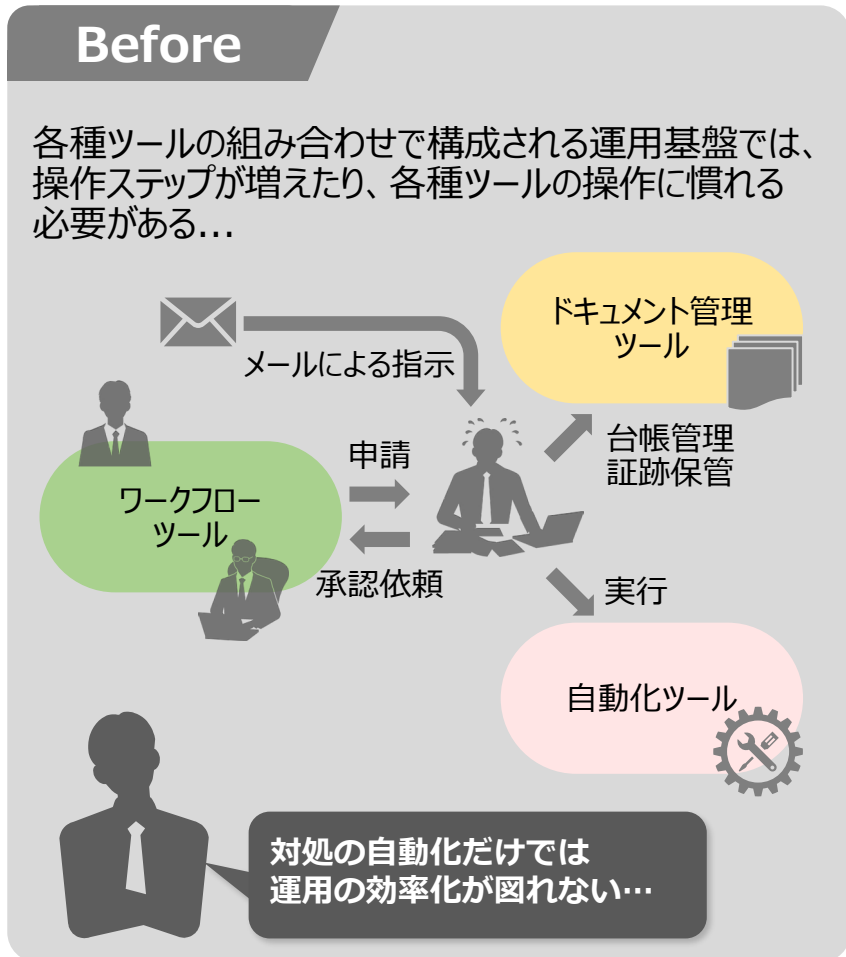 Before
各種ツールの組み合わせで構成される運用基盤では、
操作ステップが増えたり、各種ツールの操作に慣れる
必要がある…
ドキュメント管理
ツール
メールによる指示
台帳管理
証跡保管
申請
ワークフロー
ツール
承認依頼
実行
自動化ツール
対処の自動化だけでは
運用の効率化が図れない…